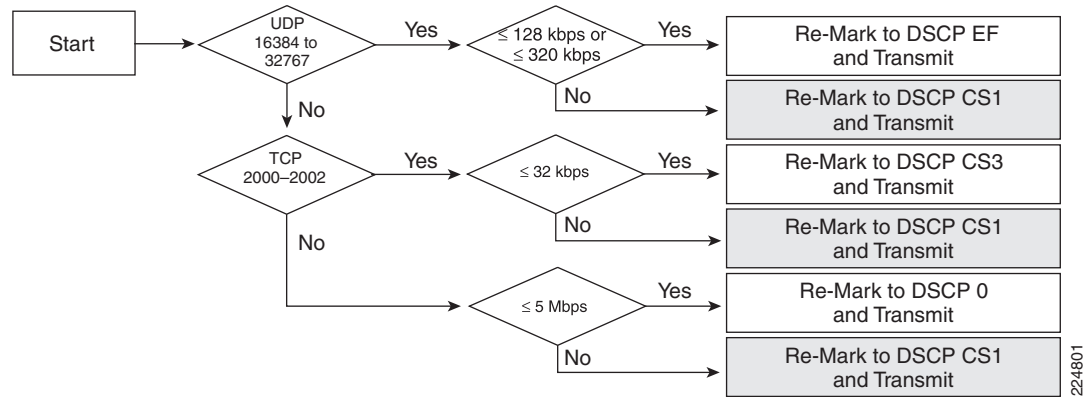 Start
UDP
16384 to
32767
Yes
≤ 128 kbps or
≤ 320 kbps
Yes
Re-Mark to DSCP EF
and Transmit
No
Re-Mark to DSCP CS1
and Transmit
No
TCP
2000–2002
Yes
≤ 32 kbps
Yes
Re-Mark to DSCP CS3
and Transmit
No
Re-Mark to DSCP CS1
and Transmit
No
≤ 5 Mbps
Yes
Re-Mark to DSCP 0
and Transmit
No
Re-Mark to DSCP CS1
and Transmit
224801